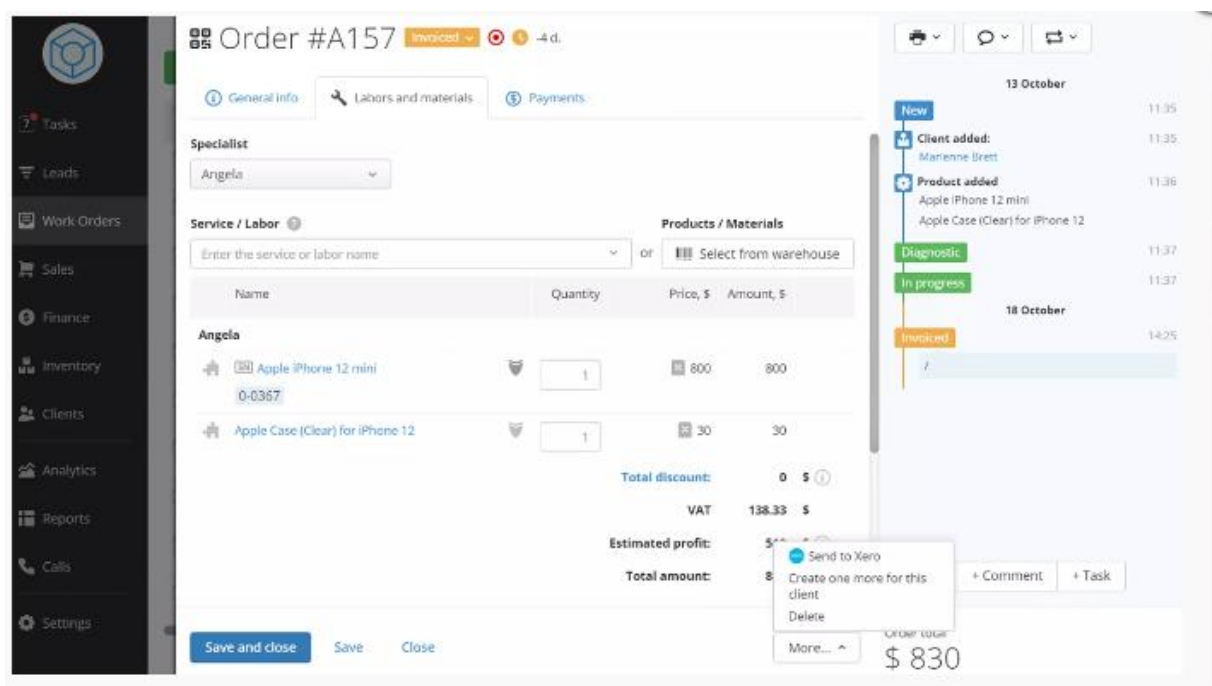 Order #A157 Invoiced -4 d.
General info Labors and materials Payments
Tasks
Leads
Work Orders
Sales
Finance
Inventory
Clients
Analytics
Reports
Calls
Settings
Specialist
Angela
Service / Labor Products / Materials
Enter the service or labor name or Select from warehouse
Name Quantity Price, $ Amount, $
Angela
SN Apple iPhone 12 mini 1 800 800
0-0367
Apple Case (Clear) for iPhone 12 1 30 30
Total discount: 0 $
VAT 138.33 $
Estimated profit:
Total amount:
Send to Xero
Create one more for this
client
Delete
Save and close Save Close More...
13 October
New 11:35
Client added: 11:35
Marienne Brett
Product added 11:36
Apple iPhone 12 mini
Apple Case (Clear) for iPhone 12
Diagnostic 11:37
In progress 11:37
18 October
Invoiced 14:25
/
+ Comment + Task
Order total
$ 830